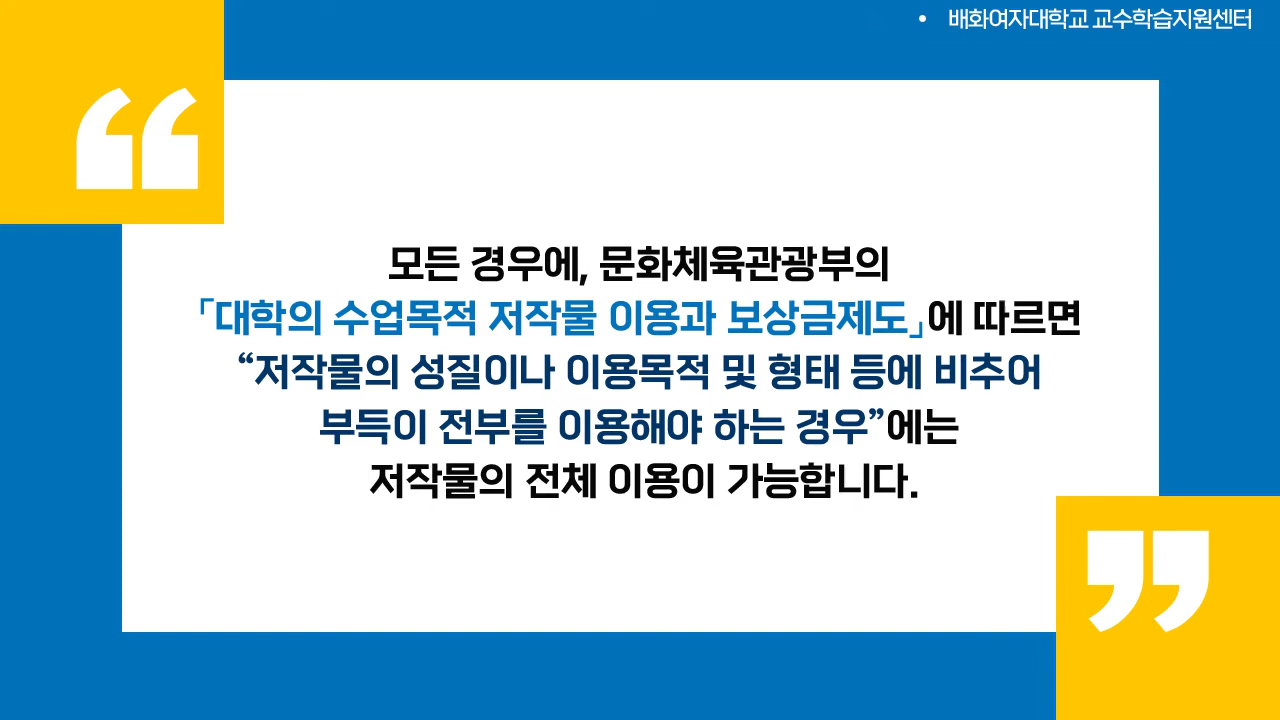 • 배화여자대학교 교수학습지원센터
모든 경우에, 문화체육관광부의
「대학의 수업목적 저작물 이용과 보상금제도」에 따르면
“저작물의 성질이나 이용목적 및 형태 등에 비추어
부득이 전부를 이용해야 하는 경우”에는
저작물의 전체 이용이 가능합니다.